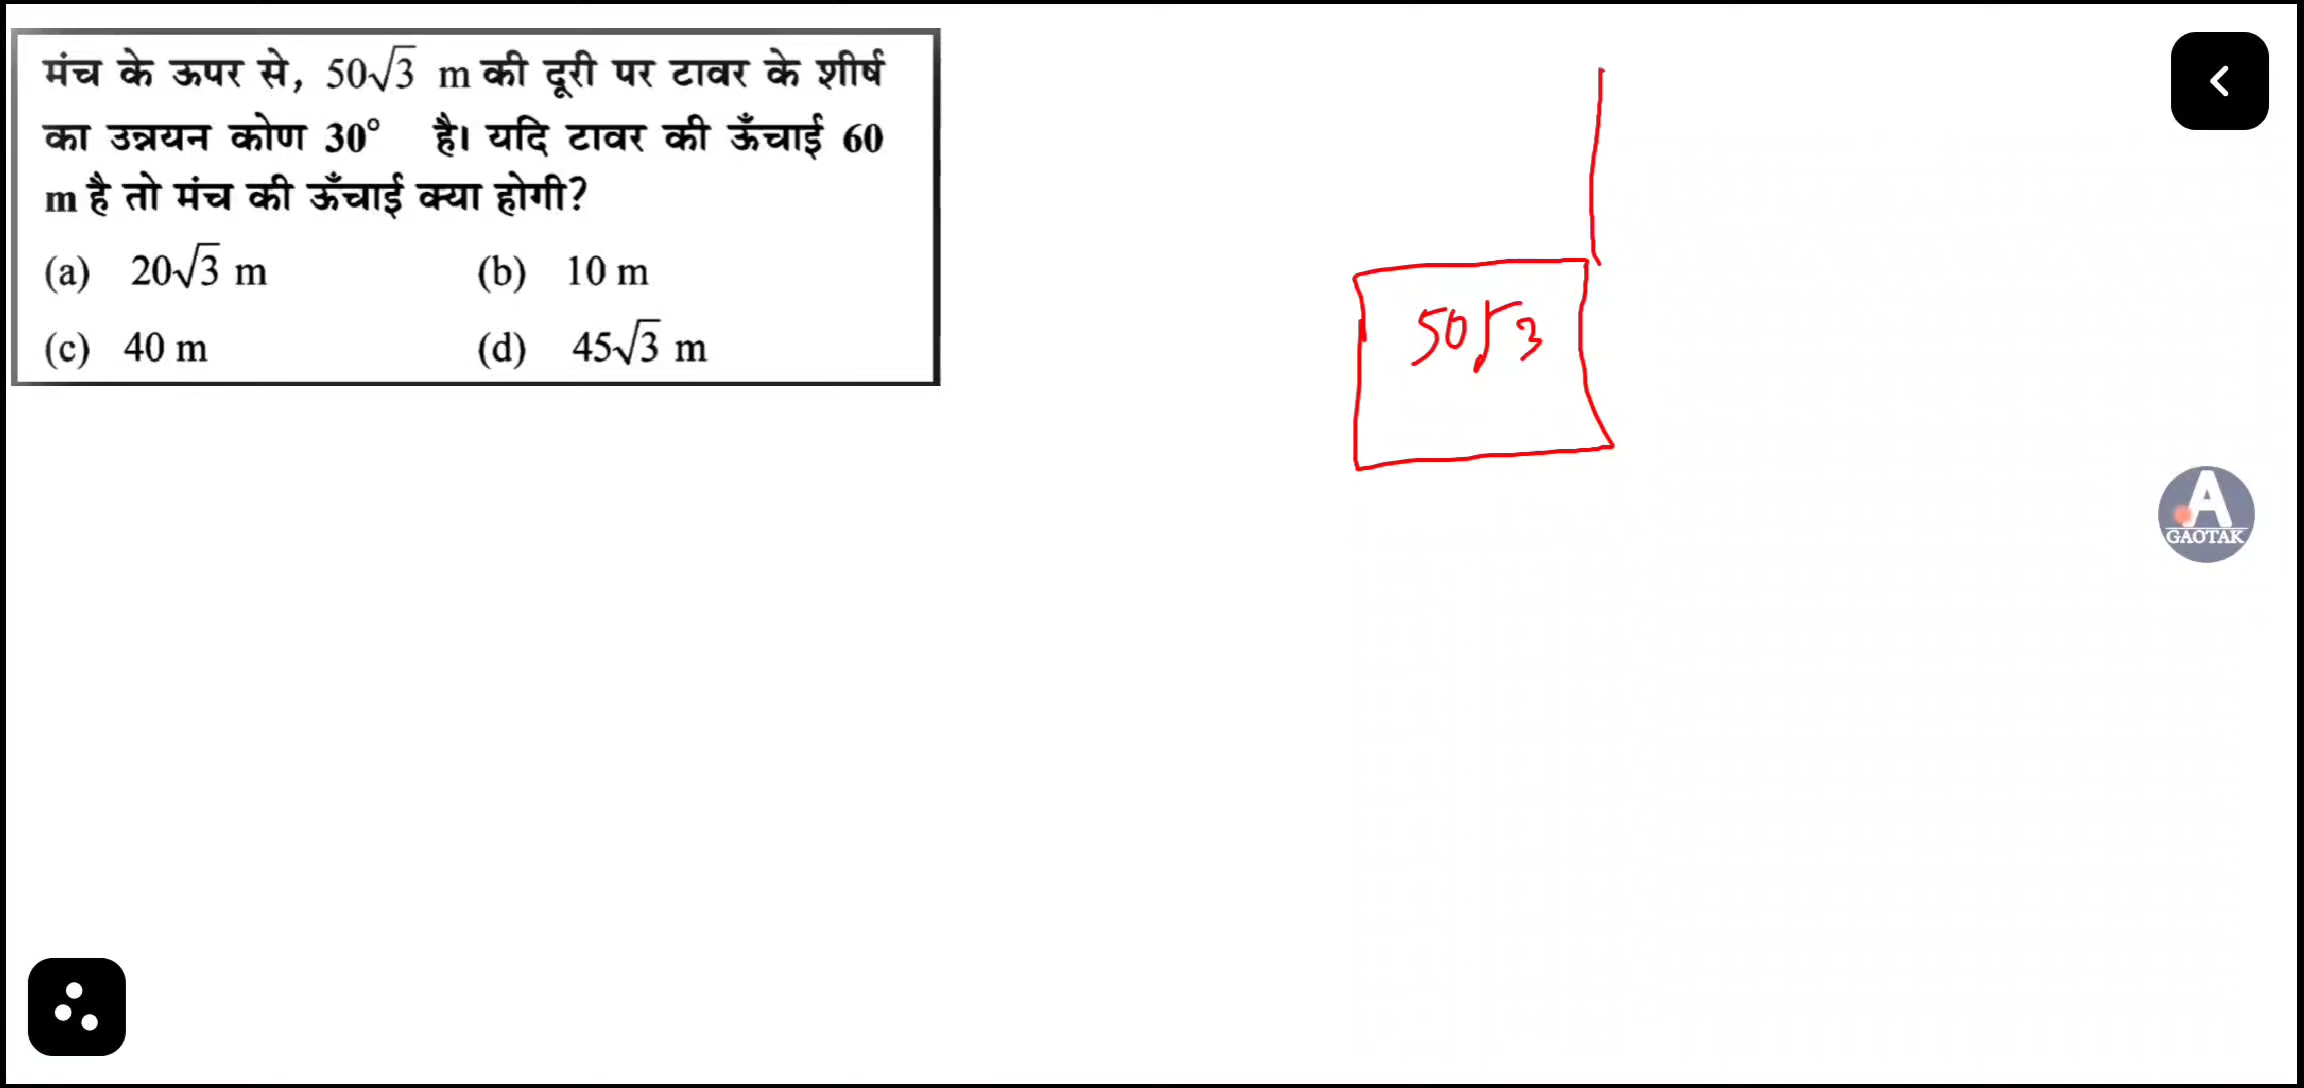 मंच के ऊपर से, 50√3 m की दूरी पर टावर के शीर्ष
का उन्नयन कोण 30° है। यदि टावर की ऊँचाई 60
m है तो मंच की ऊँचाई क्या होगी?
(a) 20√3 m (b) 10 m
(c) 40 m (d) 45√3 m
50√3
A
GAOTAK